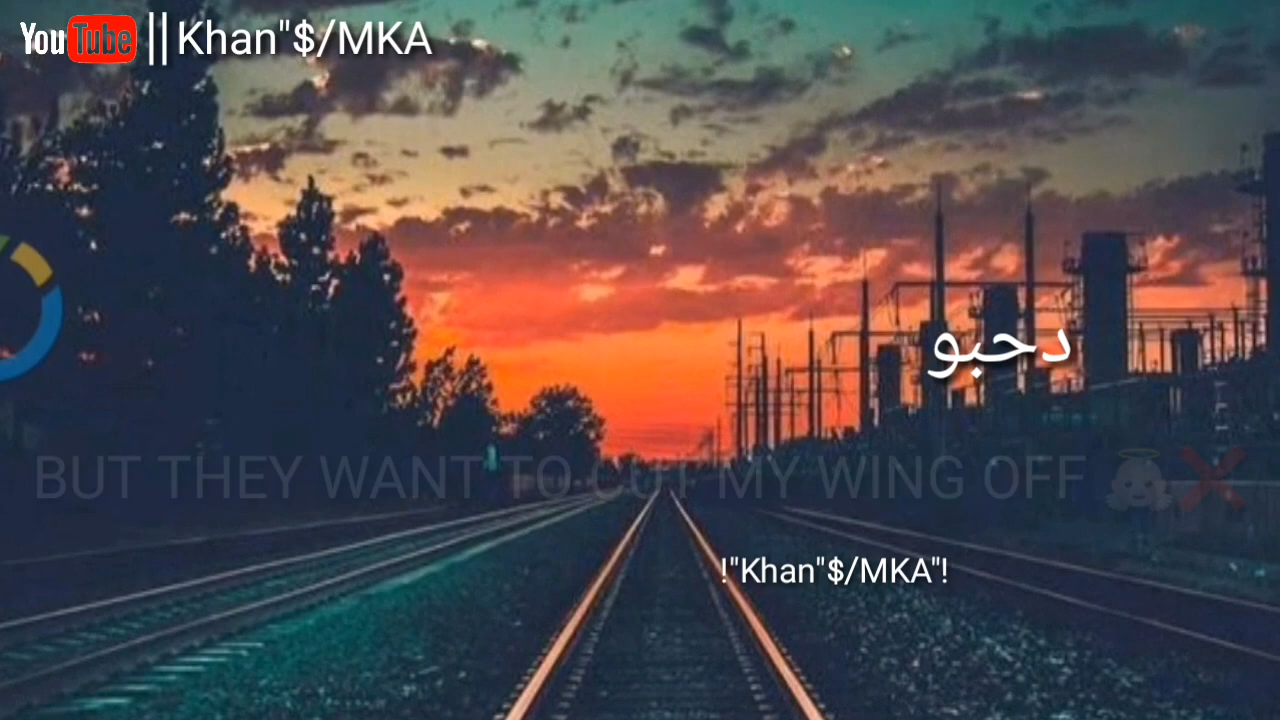 YouTube || Khan"$/MKA
دحبو
BUT THEY WANT TO CUT MY WING OFF 👼❌
!"Khan"$/MKA"!